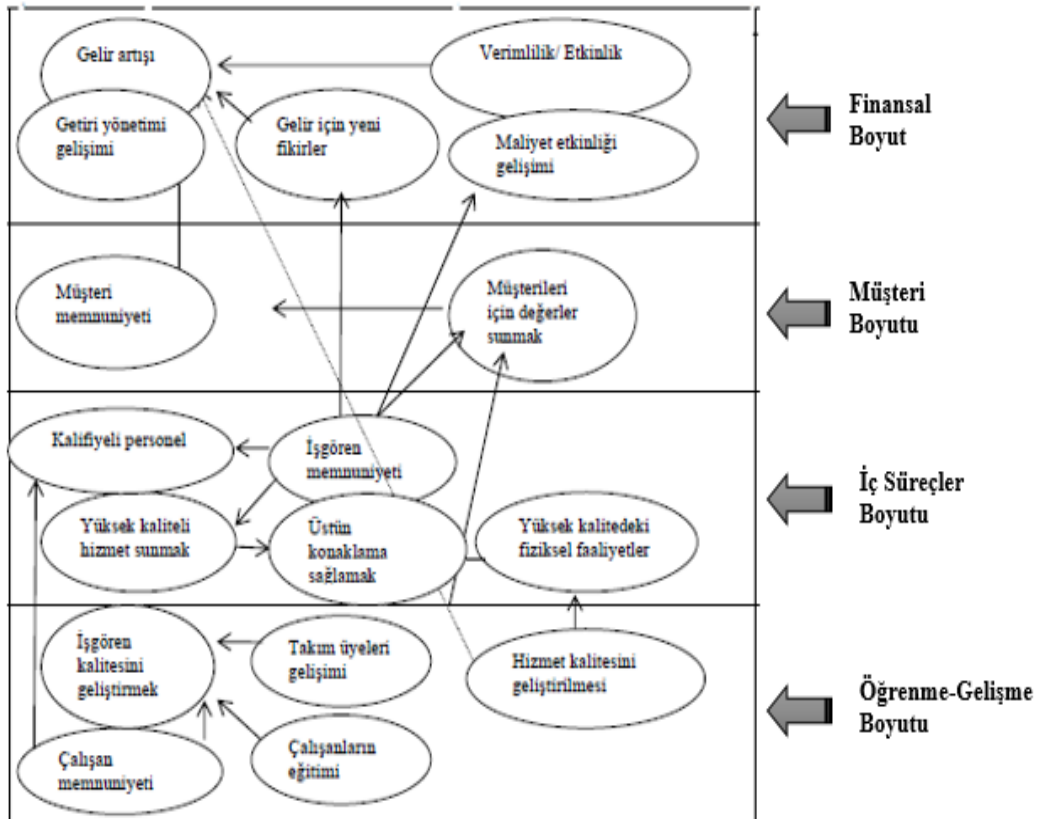 Gelir artışı
Verimlilik/ Etkinlik
Getiri yönetimi
gelişimi
Gelir için yeni
fikirler
Maliyet etkinliği
gelişimi
Finansal
Boyut
Müşteri
memnuniyeti
Müşterileri
için değerler
sunmak
Müşteri
Boyutu
Kalifiyeli personel
İşgören
memnuniyeti
Yüksek kaliteli
hizmet sunmak
Üstün
konaklama
sağlamak
Yüksek kalitedeki
fiziksel faaliyetler
İç Süreçler
Boyutu
İşgören
kalitesini
geliştirmek
Takım üyeleri
gelişimi
Hizmet kalitesini
geliştirilmesi
Çalışan
memnuniyeti
Çalışanların
eğitimi
Öğrenme-Gelişme
Boyutu